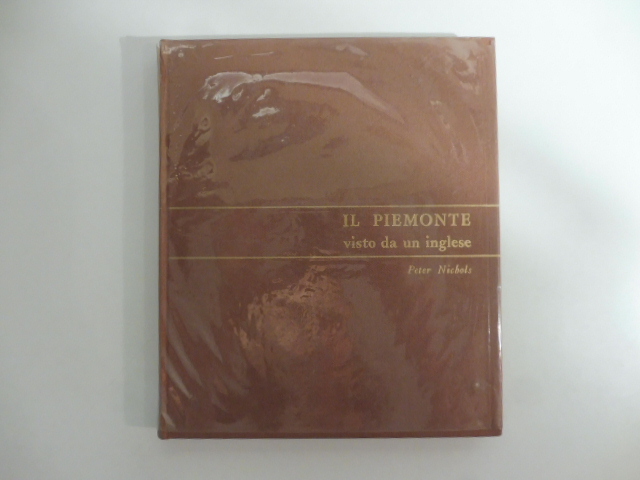 IL PIEMONTE
visto da un inglese
Peter Nichols